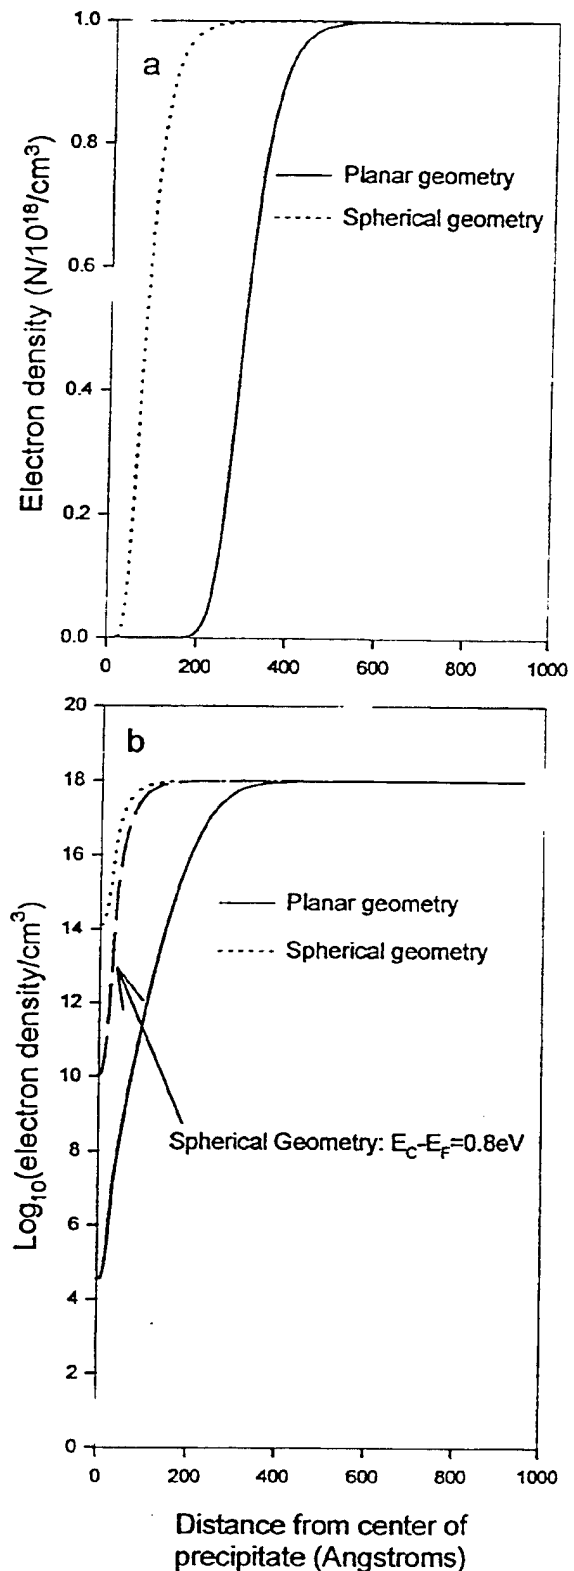 1.0
a
0.8
Planar geometry
Spherical geometry
0.6
0.4
0.2
0.0
Electron density (N/10¹⁸/cm³)
0 200 400 600 800 1000
20
b
18
16
Planar geometry
14
Spherical geometry
12
10
Spherical Geometry: E_C-E_F=0.8eV
8
6
4
2
0
Log₁₀(electron density/cm³)
0 200 400 600 800 1000
Distance from center of
precipitate (Angstroms)